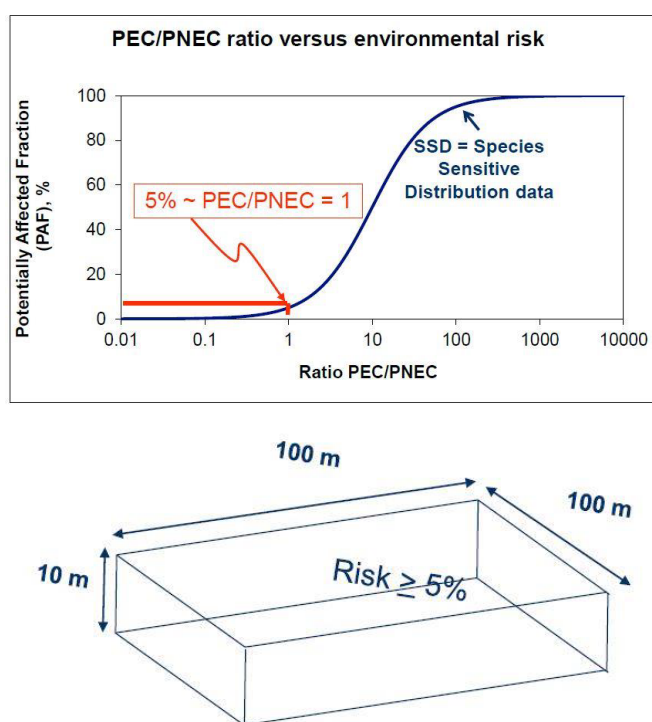 PEC/PNEC ratio versus environmental risk
Potentially Affected Fraction
(PAF), %
100
80
60
40
20
0
5% ~ PEC/PNEC = 1
SSD = Species
Sensitive
Distribution data
0.01 0.1 1 10 100 1000 10000
Ratio PEC/PNEC
100 m
100 m
10 m
Risk ≥ 5%